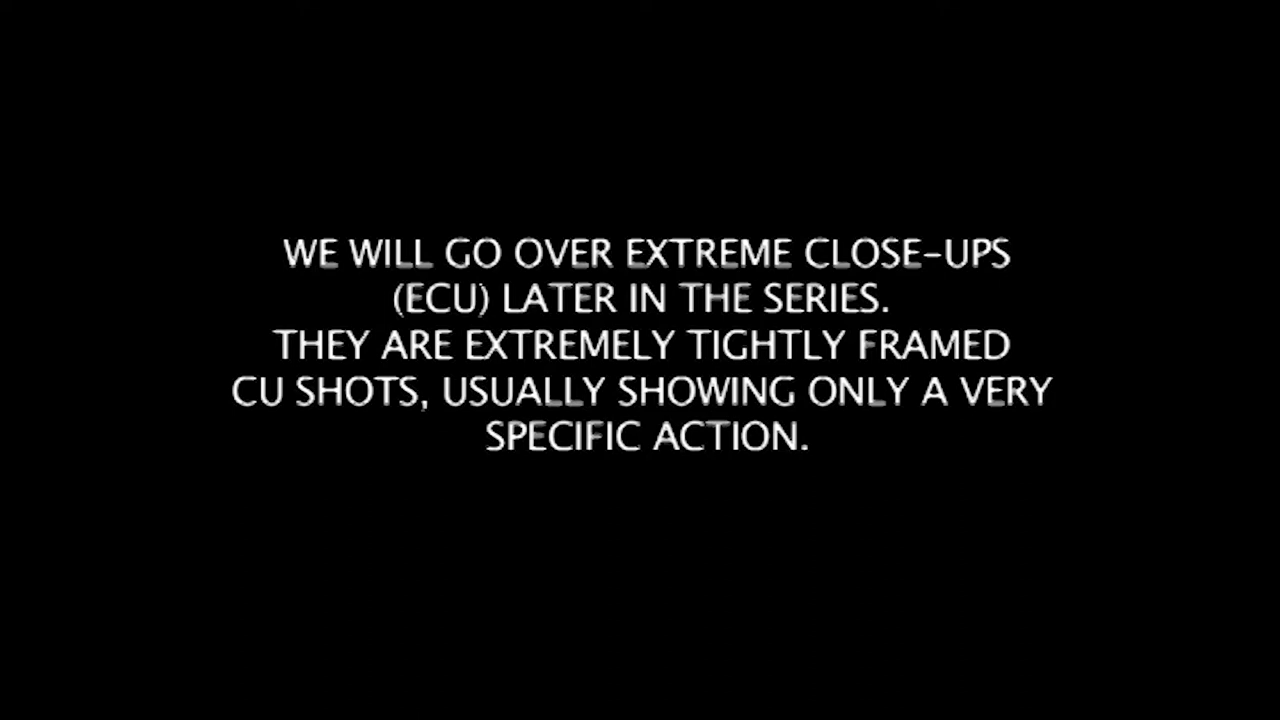 WE WILL GO OVER EXTREME CLOSE-UPS
(ECU) LATER IN THE SERIES.
THEY ARE EXTREMELY TIGHTLY FRAMED
CU SHOTS, USUALLY SHOWING ONLY A VERY
SPECIFIC ACTION.